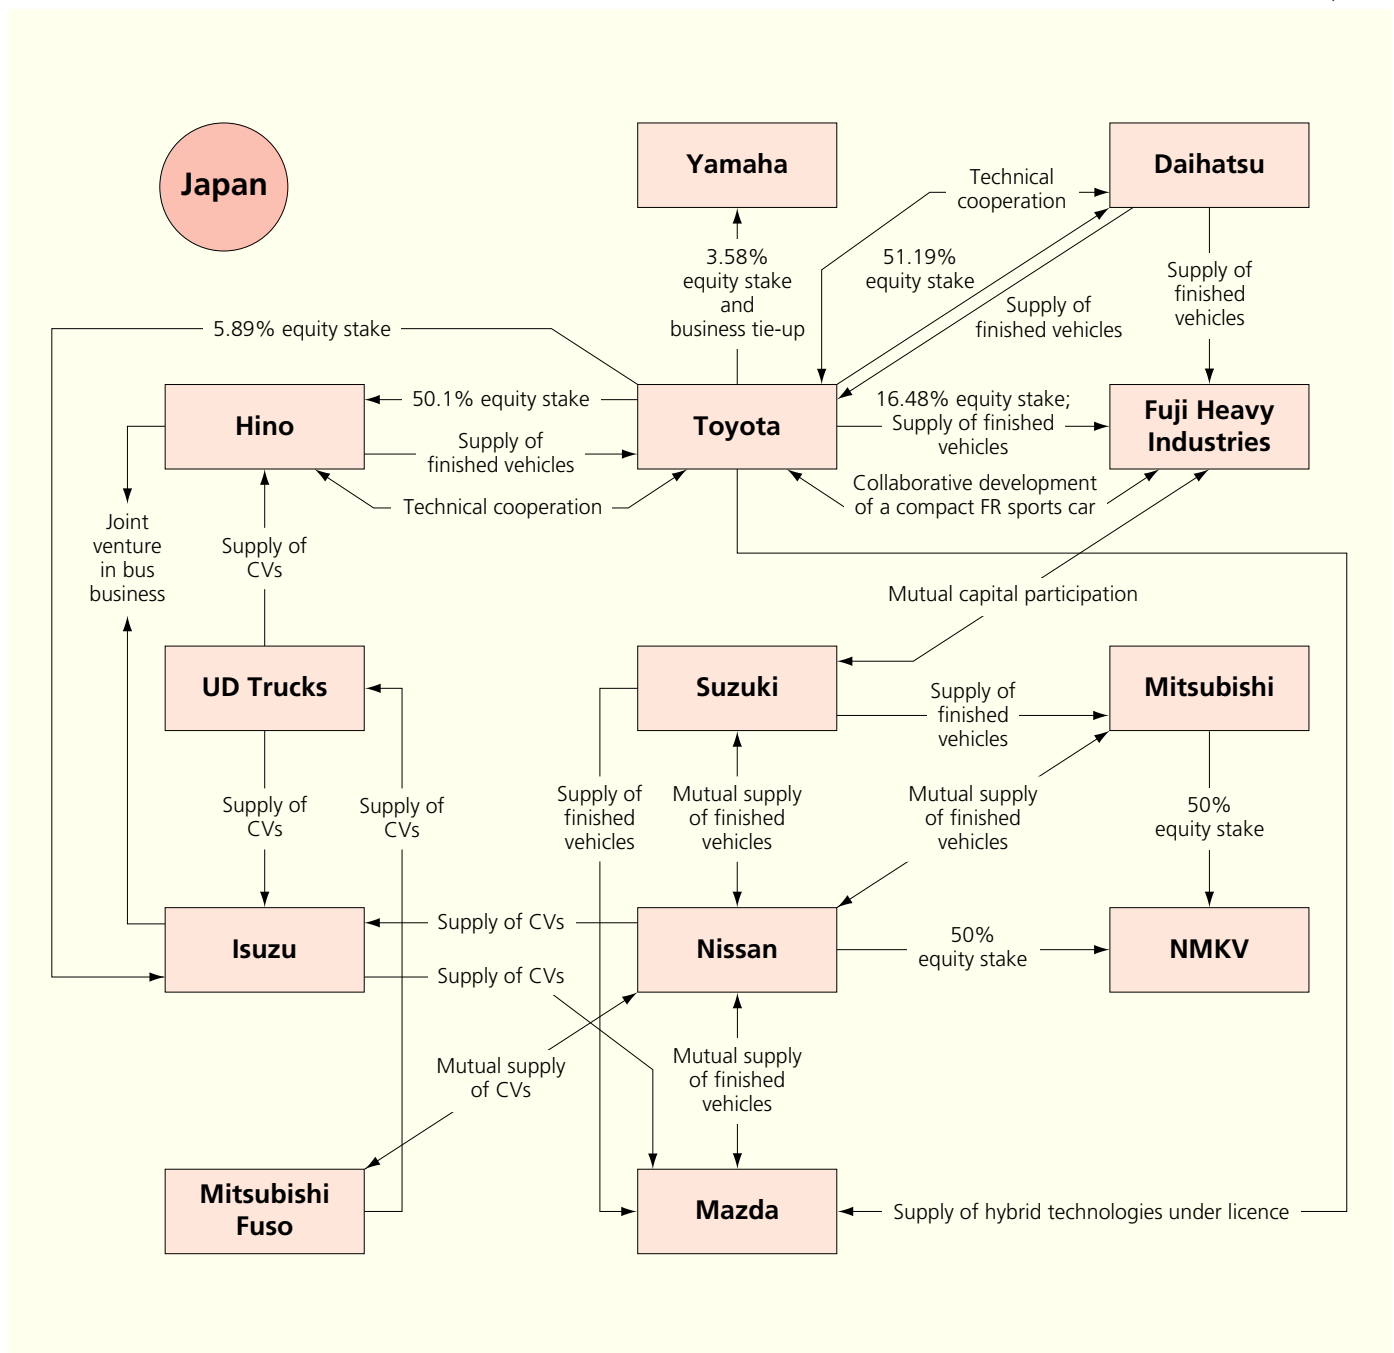 Japan
Yamaha
Daihatsu
Technical
cooperation
3.58%
equity stake
and
business tie-up
51.19%
equity stake
Supply of
finished vehicles
Supply of
finished
vehicles
5.89% equity stake
Hino
50.1% equity stake
Supply of
finished vehicles
Technical cooperation
Toyota
16.48% equity stake;
Supply of finished
vehicles
Fuji Heavy
Industries
Collaborative development
of a compact FR sports car
Joint
venture
in bus
business
Supply of
CVs
Mutual capital participation
UD Trucks
Suzuki
Supply of
finished
vehicles
Mitsubishi
Supply of
CVs
Supply of
CVs
Supply of
finished
vehicles
Mutual supply
of finished
vehicles
Mutual supply
of finished
vehicles
50%
equity stake
Isuzu
Supply of CVs
Supply of CVs
Nissan
50%
equity stake
NMKV
Mutual supply
of CVs
Mutual supply
of finished
vehicles
Mitsubishi
Fuso
Mazda
Supply of hybrid technologies under licence